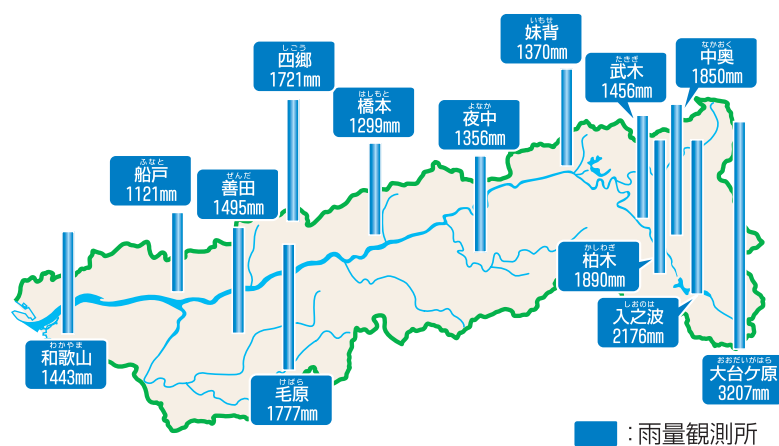 いもせ
妹背
1370mm
なかおく
中奥
1850mm
しごう
四郷
1721mm
たきぎ
武木
1456mm
はしもと
橋本
1299mm
よなか
夜中
1356mm
ふなと
船戸
1121mm
ぜんだ
善田
1495mm
かしわぎ
柏木
1890mm
しおのは
入之波
2176mm
わかやま
和歌山
1443mm
おおだいがはら
大台ケ原
3207mm
けばら
毛原
1777mm
:雨量観測所